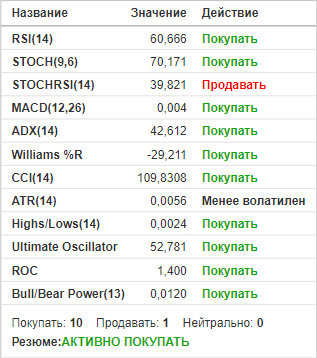 Название Значение Действие
RSI(14) 60,666 Покупать
STOCH(9,6) 70,171 Покупать
STOCHRSI(14) 39,821 Продавать
MACD(12,26) 0,004 Покупать
ADX(14) 42,612 Покупать
Williams %R -29,211 Покупать
CCI(14) 109,8308 Покупать
ATR(14) 0,0056 Менее волатилен
Highs/Lows(14) 0,0024 Покупать
Ultimate Oscillator 52,781 Покупать
ROC 1,400 Покупать
Bull/Bear Power(13) 0,0120 Покупать
Покупать: 10 Продавать: 1 Нейтрально: 0
Резюме:АКТИВНО ПОКУПАТЬ